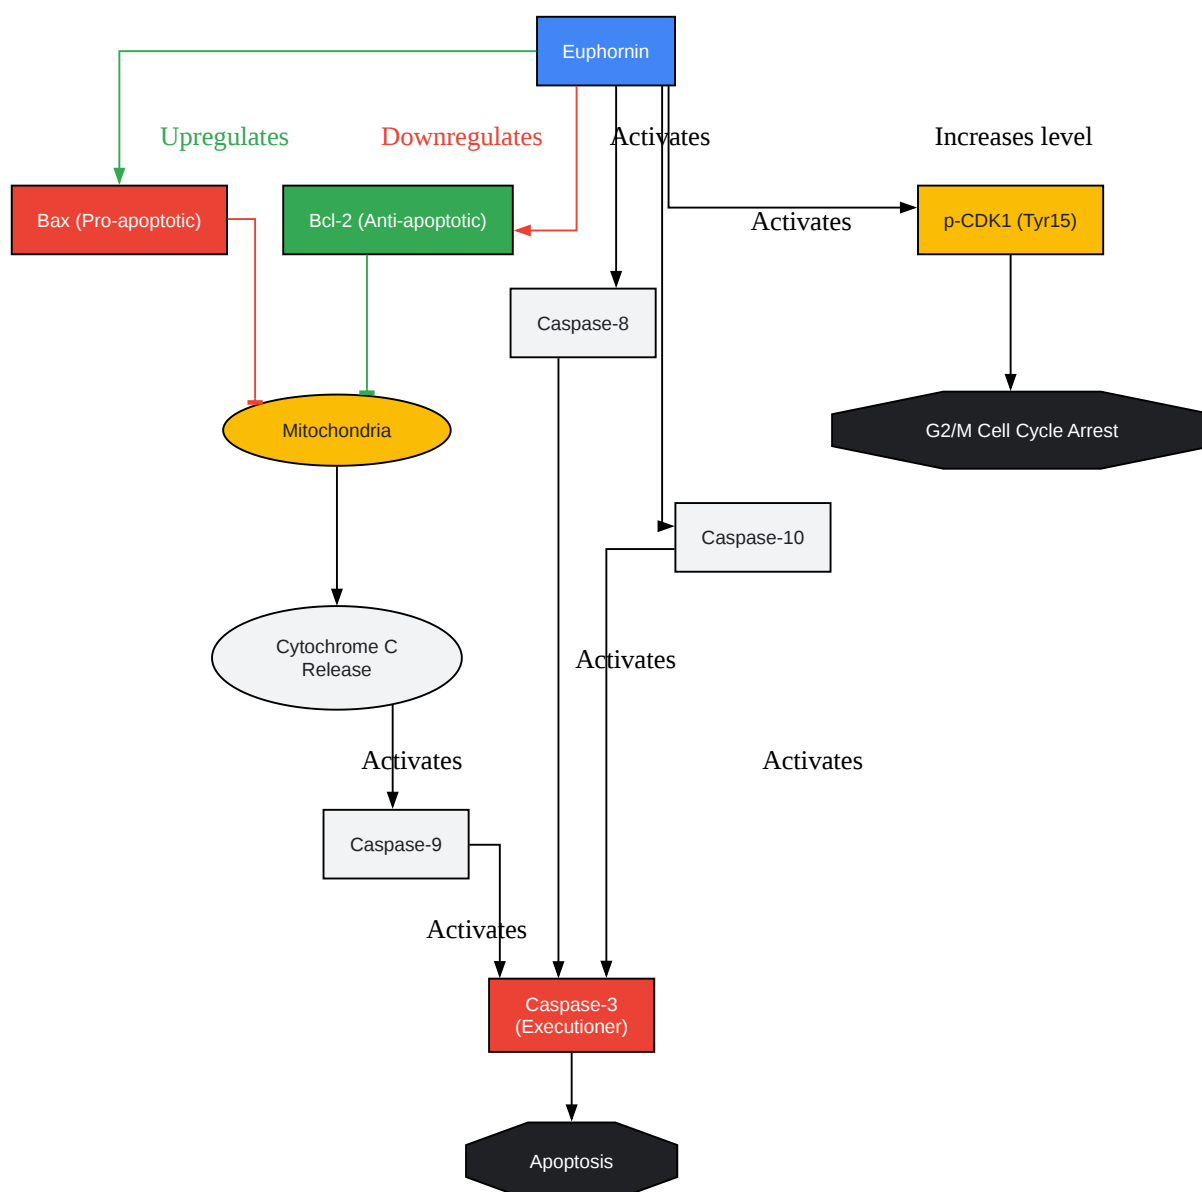 Euphornin
Upregulates
Downregulates
Activates
Increases level
Bax (Pro-apoptotic)
Bcl-2 (Anti-apoptotic)
Activates
p-CDK1 (Tyr15)
Caspase-8
Mitochondria
G2/M Cell Cycle Arrest
Caspase-10
Cytochrome C
Release
Activates
Activates
Activates
Caspase-9
Activates
Caspase-3
(Executioner)
Apoptosis